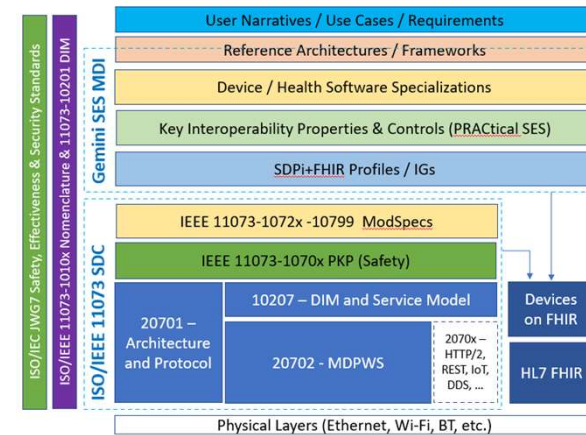 ISO/IEC JWG7 Safety, Effectiveness & Security Standards
ISO/IEEE 11073-1010x Nomenclature & 11073-10201 DIM
Gemini SES MDI
User Narratives / Use Cases / Requirements
Reference Architectures / Frameworks
Device / Health Software Specializations
Key Interoperability Properties & Controls (PRACtical SES)
SDPi+FHIR Profiles / IGs
ISO/IEEE 11073 SDC
IEEE 11073-1072x -10799 ModSpecs
IEEE 11073-1070x PKP (Safety)
20701 –
Architecture
and Protocol
10207 – DIM and Service Model
20702 - MDPWS
2070x –
HTTP/2,
REST, IoT,
DDS, ...
Devices
on FHIR
HL7 FHIR
Physical Layers (Ethernet, Wi-Fi, BT, etc.)